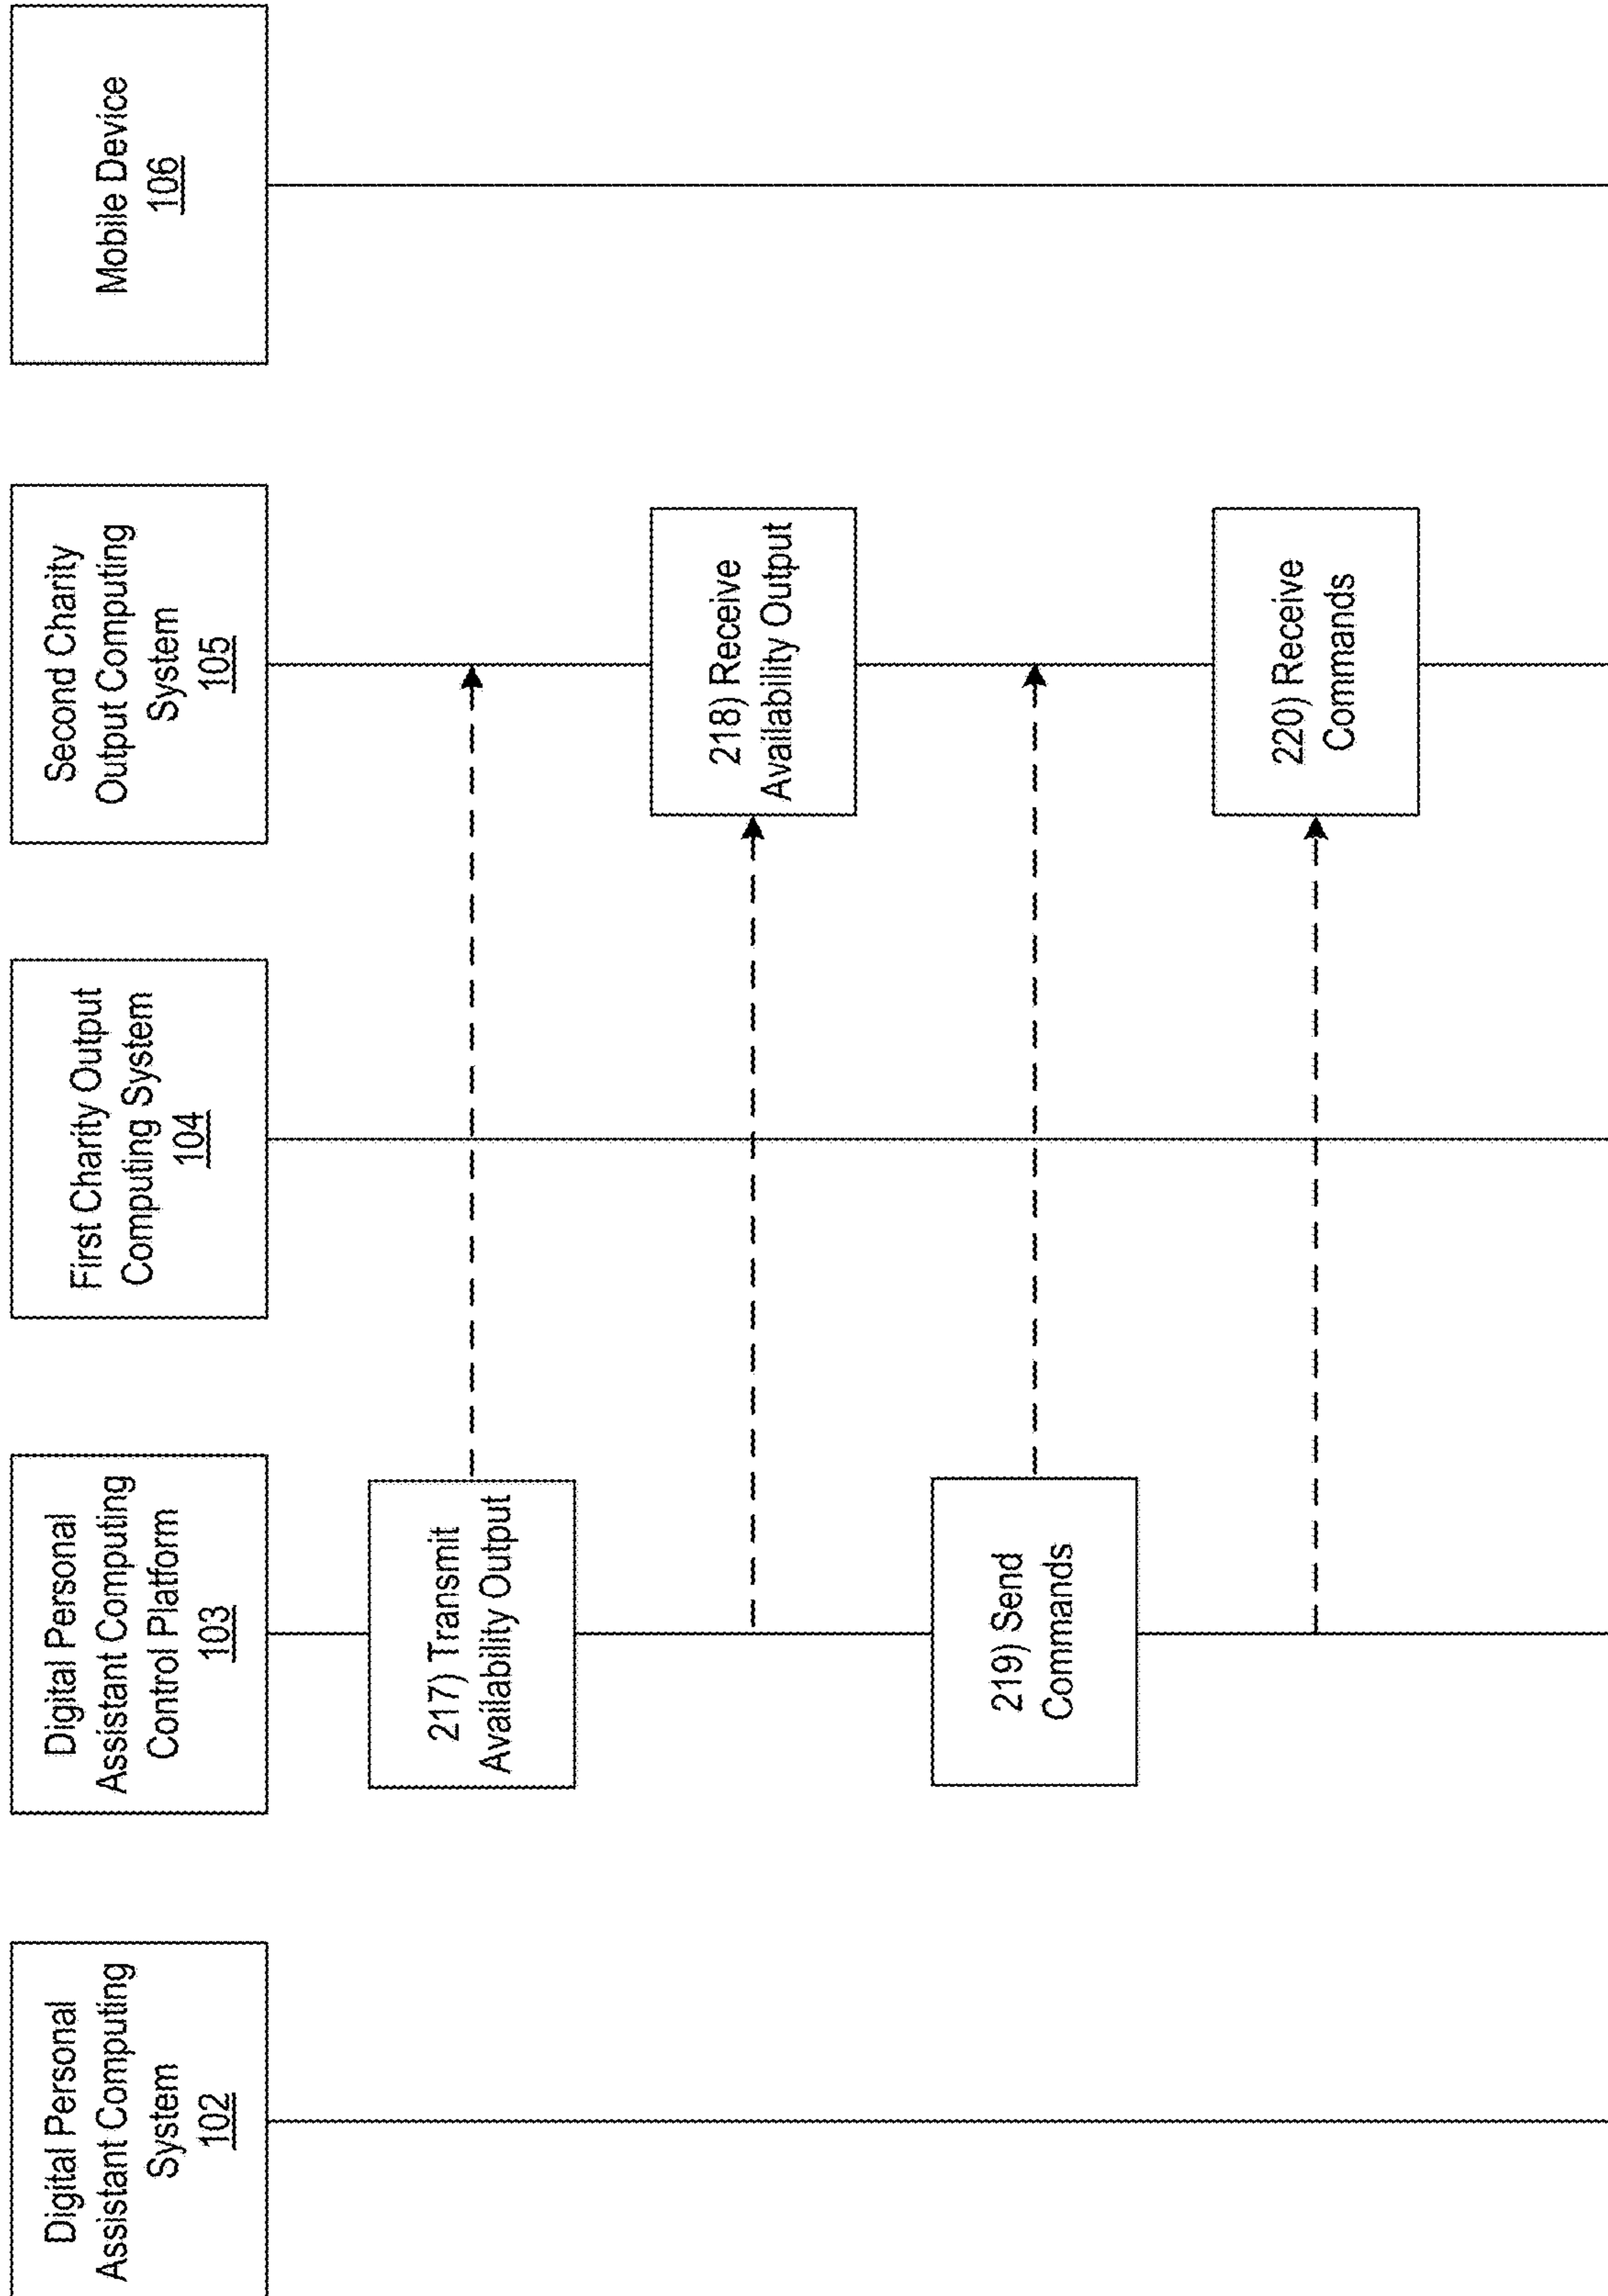 Digital Personal
Assistant Computing
System
102
Digital Personal
Assistant Computing
Control Platform
103
First Charity Output
Computing System
104
Second Charity
Output Computing
System
105
Mobile Device
106
217) Transmit
Availability Output
218) Receive
Availability Output
219) Send
Commands
220) Receive
Commands